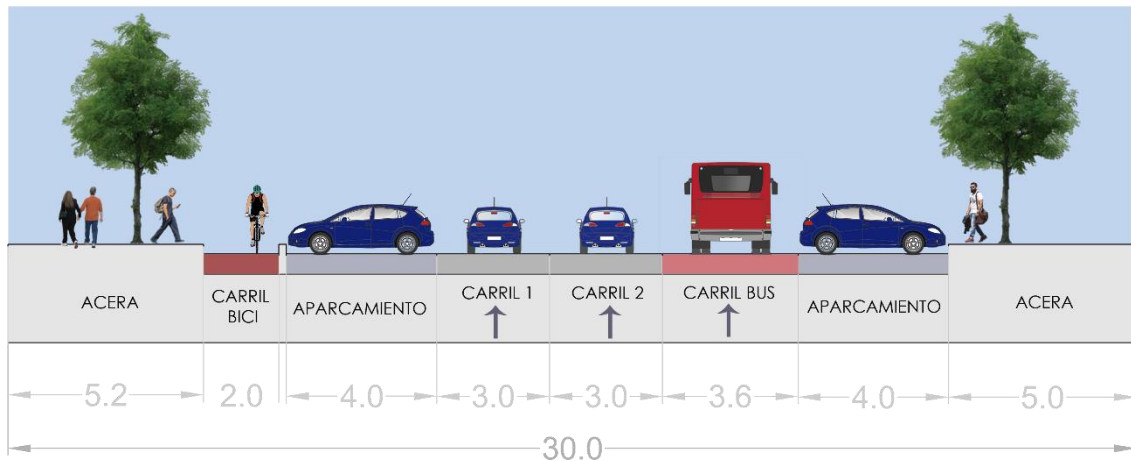 ACERA
CARRIL
BICI
APARCAMIENTO
CARRIL 1
CARRIL 2
CARRIL BUS
APARCAMIENTO
ACERA
5.2
2.0
4.0
3.0
3.0
3.6
4.0
5.0
30.0